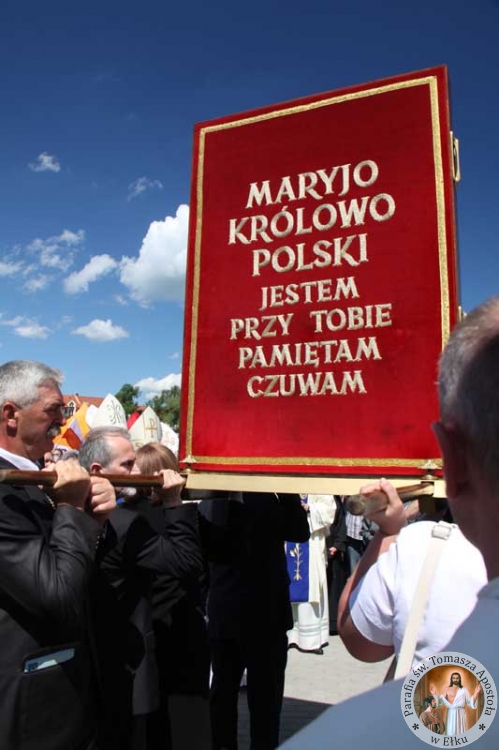 MARYJO
KRÓLOWO
POLSKI
JESTEM
PRZY TOBIE
PAMIĘTAM
CZUWAM
Parafia św. Tomasza Apostoła
w Ełku